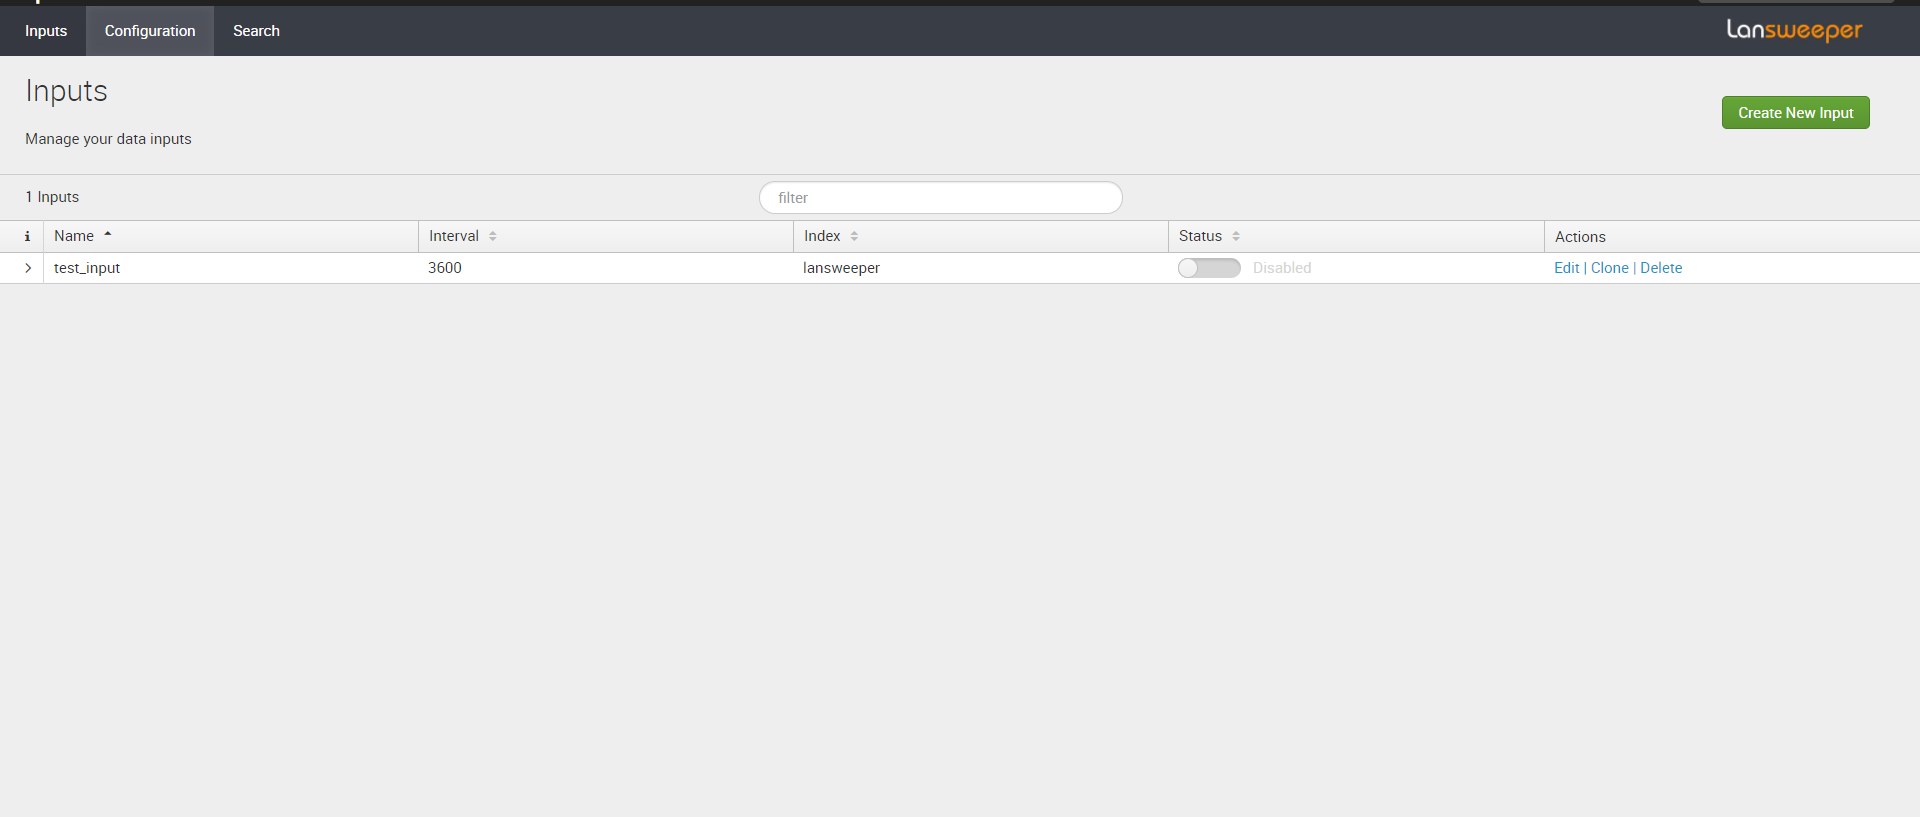 Inputs Configuration Search Lansweeper
Inputs
Create New Input
Manage your data inputs
1 Inputs filter
i Name Interval Index Status Actions
test_input 3600 lansweeper Disabled Edit | Clone | Delete